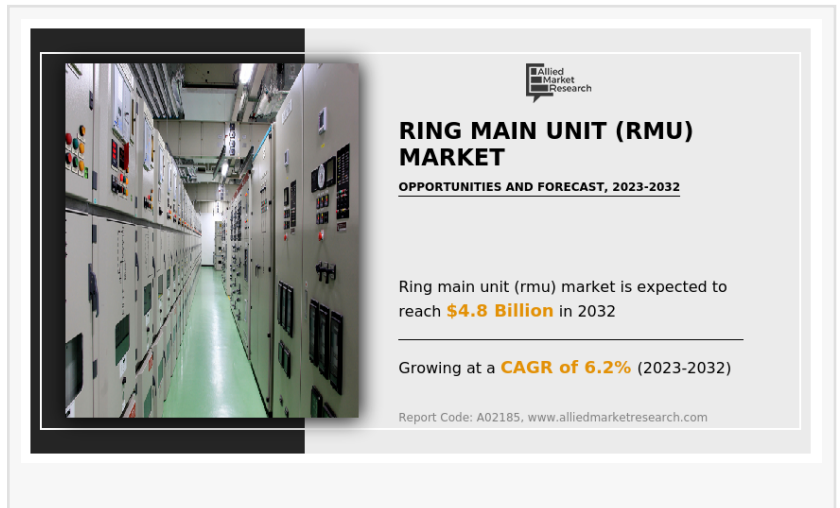 Allied
Market
Research
RING MAIN UNIT (RMU)
MARKET
OPPORTUNITIES AND FORECAST, 2023-2032
Ring main unit (rmu) market is expected to
reach $4.8 Billion in 2032
Growing at a CAGR of 6.2% (2023-2032)
Report Code: A02185, www.alliedmarketresearch.com